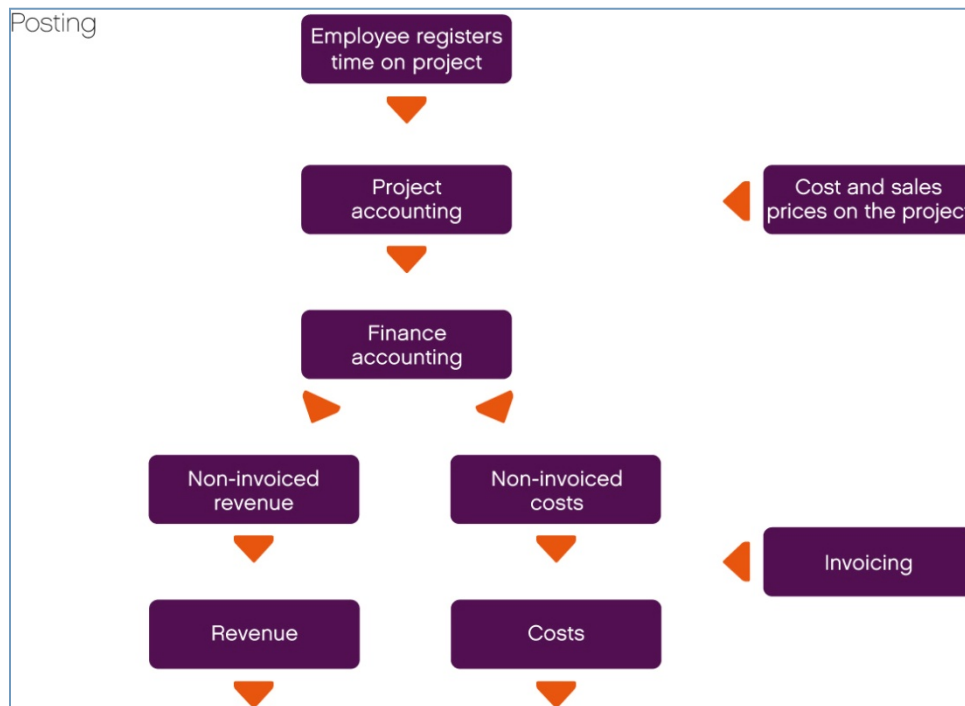 Posting
Employee registers
time on project
Project
accounting
Cost and sales
prices on the project
Finance
accounting
Non-invoiced
revenue
Non-invoiced
costs
Invoicing
Revenue
Costs